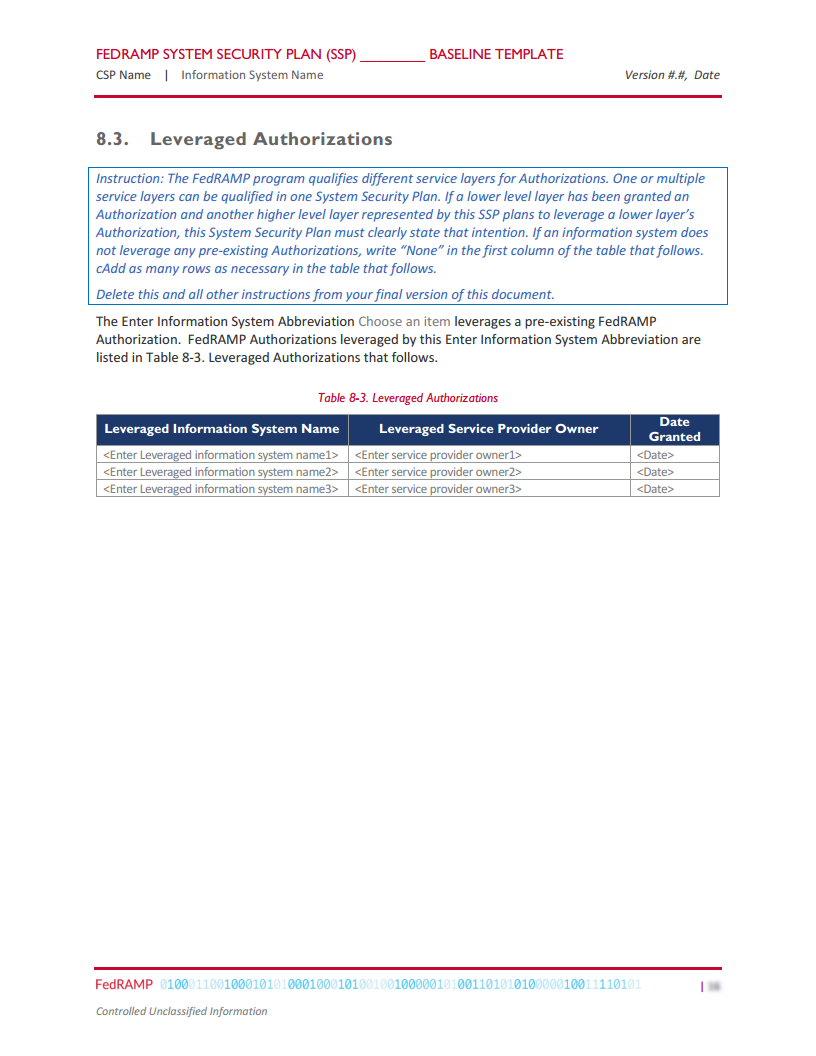 FEDRAMP SYSTEM SECURITY PLAN (SSP) ________ BASELINE TEMPLATE
CSP Name | Information System Name Version #.#, Date
8.3. Leveraged Authorizations
Instruction: The FedRAMP program qualifies different service layers for Authorizations. One or multiple
service layers can be qualified in one System Security Plan. If a lower level layer has been granted an
Authorization and another higher level layer represented by this SSP plans to leverage a lower layer’s
Authorization, this System Security Plan must clearly state that intention. If an information system does
not leverage any pre-existing Authorizations, write “None” in the first column of the table that follows.
cAdd as many rows as necessary in the table that follows.
Delete this and all other instructions from your final version of this document.
The Enter Information System Abbreviation Choose an item leverages a pre-existing FedRAMP
Authorization. FedRAMP Authorizations leveraged by this Enter Information System Abbreviation are
listed in Table 8-3. Leveraged Authorizations that follows.
Table 8-3. Leveraged Authorizations
Leveraged Information System Name Leveraged Service Provider Owner Date
Granted
<Enter Leveraged information system name1> <Enter service provider owner1> <Date>
<Enter Leveraged information system name2> <Enter service provider owner2> <Date>
<Enter Leveraged information system name3> <Enter service provider owner3> <Date>
FedRAMP 010001100100010101000100010100100100000101001101010100000010011110101 |
Controlled Unclassified Information